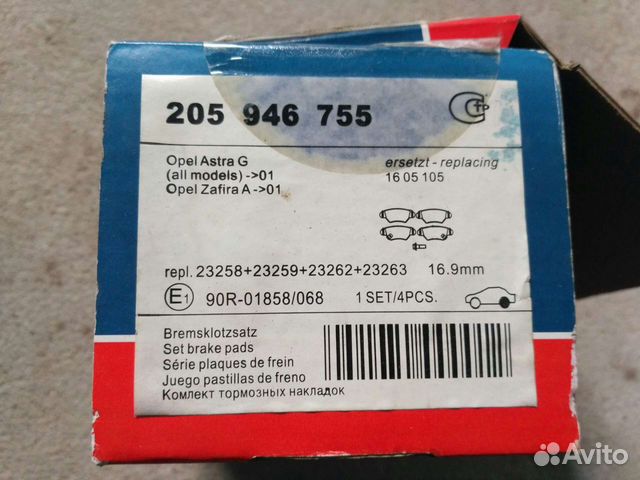 205 946 755
Opel Astra G
(all models) ->01
Opel Zafira A ->01
ersetzt - replacing
16 05 105
repl. 23258+23259+23262+23263 16.9mm
E1 90R-01858/068 1 SET/4PCS.
Bremsklotzsatz
Set brake pads
Série plaques de frein
Juego pastillas de freno
Комлект тормозных накладок
Avito